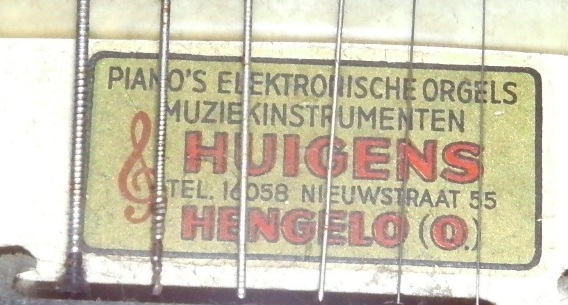 PIANO'S ELEKTRONISCHE ORGELS
MUZIEKINSTRUMENTEN
HUIGENS
TEL. 16058 NIEUWSTRAAT 55
HENGELO (O.)